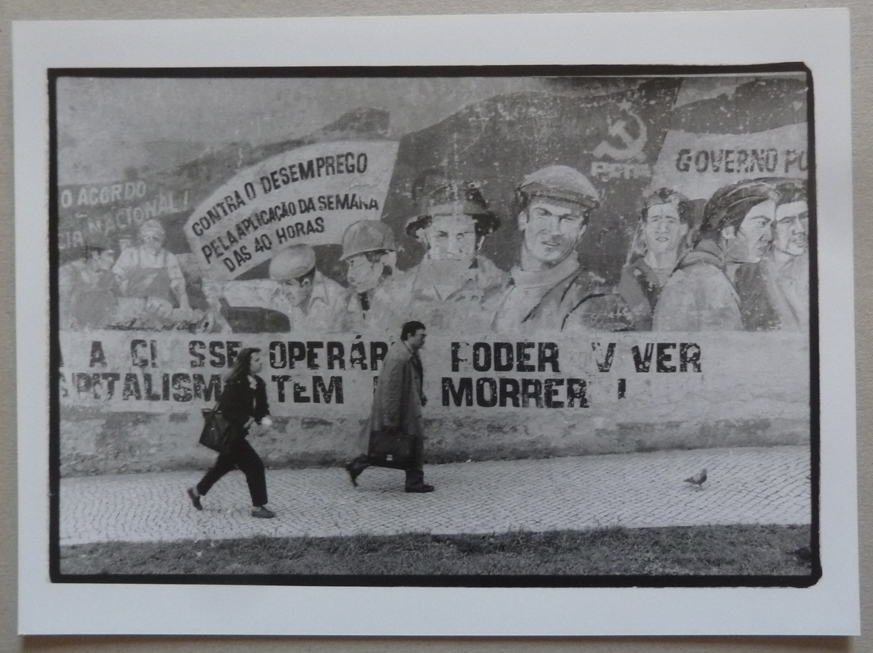 O ACORDO
NACIONAL!
CONTRA O DESEMPREGO
PELA APLICAÇÃO DA SEMANA
DAS 40 HORAS
GOVERNO PO
A CL SSE OPERÁR PODER V VER
PITALISM TEM MORRER !